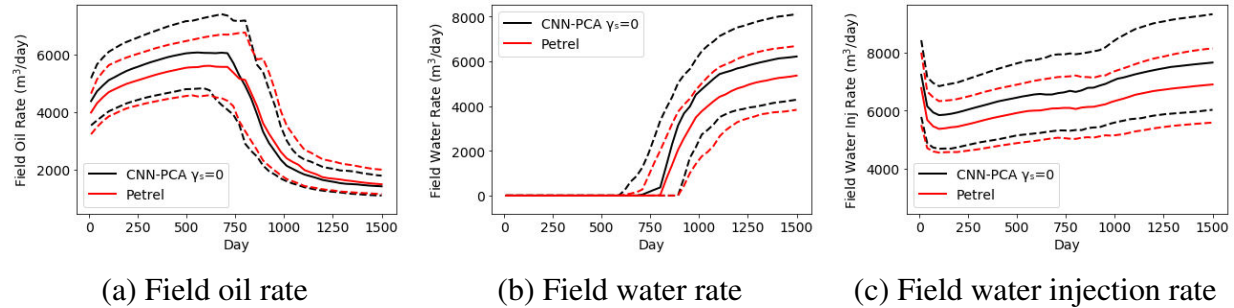 Field Oil Rate (m³/day)
6000
4000
2000
CNN-PCA γₛ=0
Petrel
0 250 500 750 1000 1250 1500
Day
(a) Field oil rate
Field Water Rate (m³/day)
8000
6000
4000
2000
0
CNN-PCA γₛ=0
Petrel
0 250 500 750 1000 1250 1500
Day
(b) Field water rate
Field Water Inj Rate (m³/day)
8000
6000
4000
CNN-PCA γₛ=0
Petrel
0 250 500 750 1000 1250 1500
Day
(c) Field water injection rate